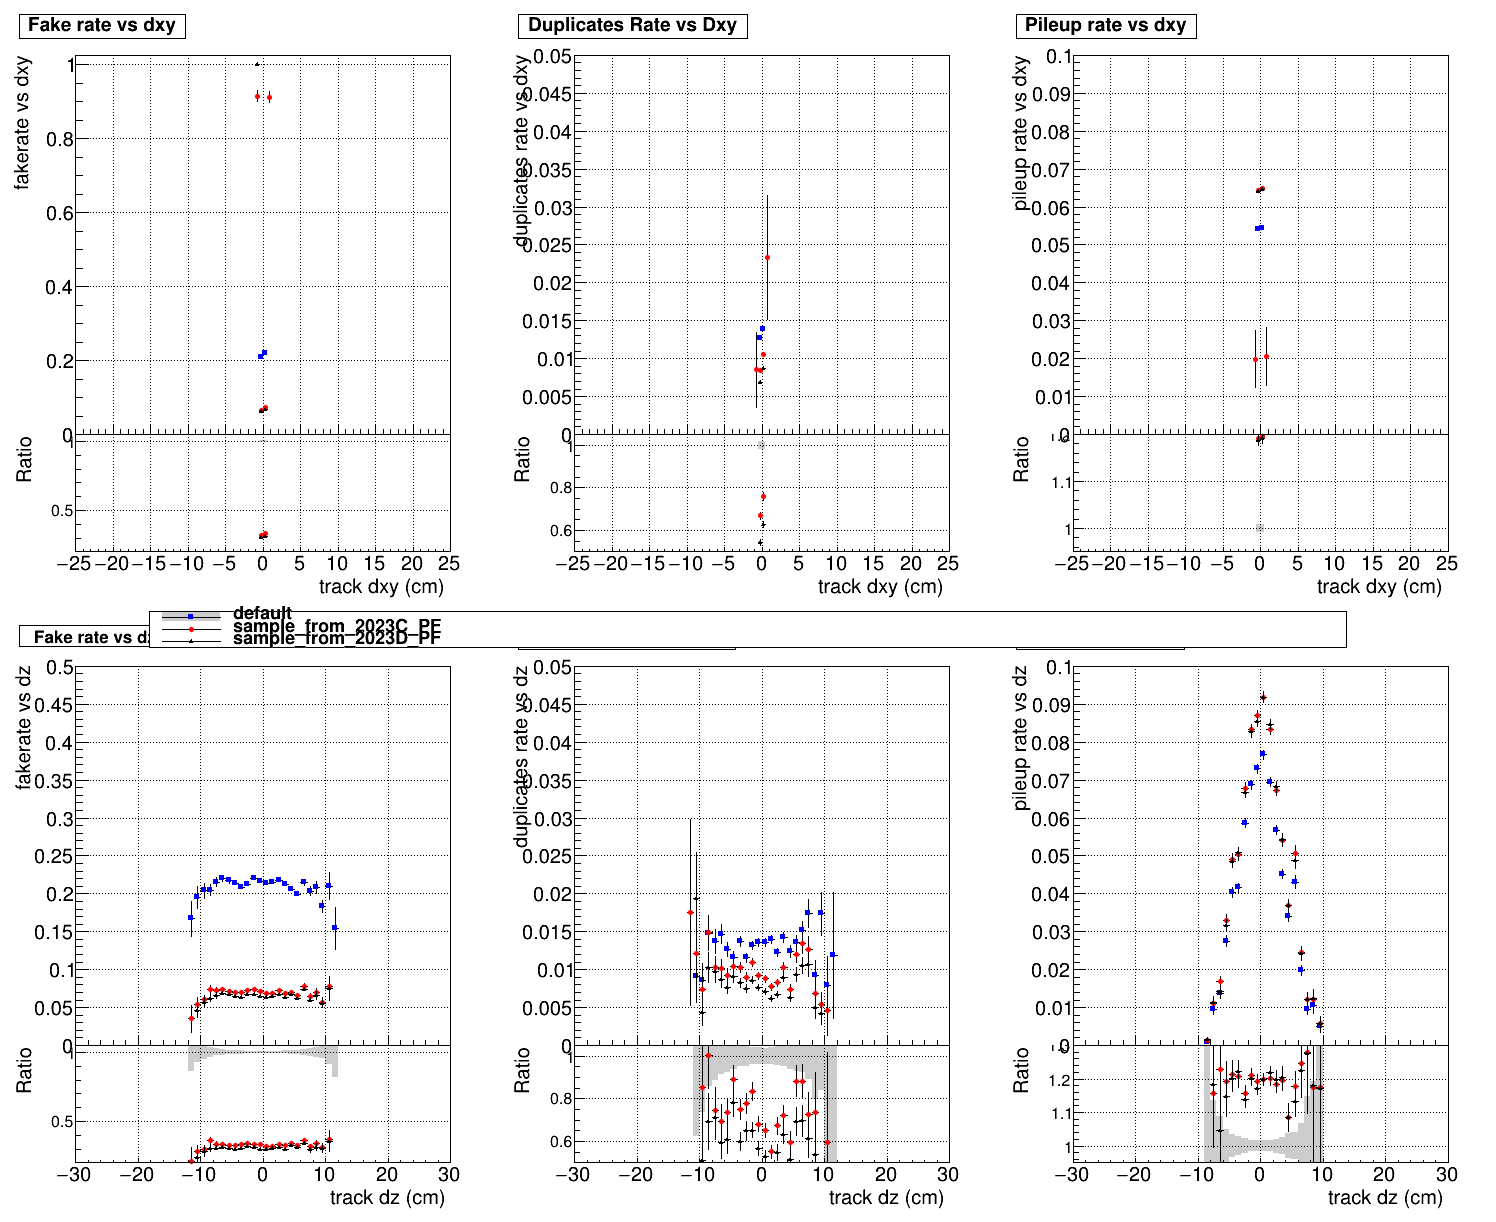 Fake rate vs dxy
Duplicates Rate vs Dxy
Pileup rate vs dxy
fakerate vs dxy
1
0.8
0.6
0.4
0.2
0
Ratio
1
0.5
−25 −20 −15 −10 −5 0 5 10 15 20 25
track dxy (cm)
duplicates rate vs dxy
0.05
0.045
0.04
0.035
0.03
0.025
0.02
0.015
0.01
0.005
0
Ratio
1
0.8
0.6
−25 −20 −15 −10 −5 0 5 10 15 20 25
track dxy (cm)
pileup rate vs dxy
0.1
0.09
0.08
0.07
0.06
0.05
0.04
0.03
0.02
0.01
0
Ratio
1.1
1
−25 −20 −15 −10 −5 0 5 10 15 20 25
track dxy (cm)
default
sample_from_2023C_PF
sample_from_2023D_PF
Fake rate vs dz
fakerate vs dz
0.5
0.45
0.4
0.35
0.3
0.25
0.2
0.15
0.1
0.05
0
Ratio
1
0.5
−30 −20 −10 0 10 20 30
track dz (cm)
duplicates rate vs dz
0.05
0.045
0.04
0.035
0.03
0.025
0.02
0.015
0.01
0.005
0
Ratio
1
0.8
0.6
−30 −20 −10 0 10 20 30
track dz (cm)
pileup rate vs dz
0.1
0.09
0.08
0.07
0.06
0.05
0.04
0.03
0.02
0.01
0
Ratio
1.2
1.1
1
−30 −20 −10 0 10 20 30
track dz (cm)